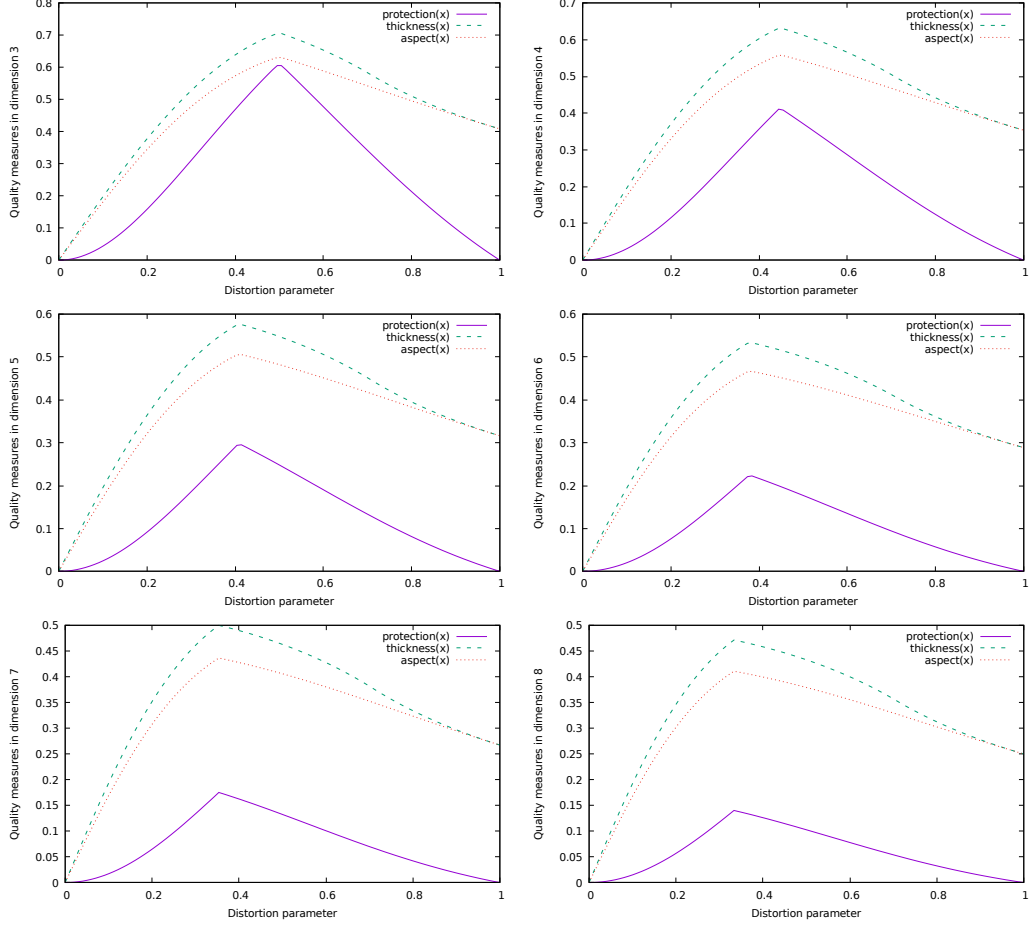 Quality measures in dimension 3
0.8
0.7
0.6
0.5
0.4
0.3
0.2
0.1
0
0
0.2
0.4
0.6
0.8
1
Distortion parameter
protection(x)
thickness(x)
aspect(x)
Quality measures in dimension 4
0.7
0.6
0.5
0.4
0.3
0.2
0.1
0
0
0.2
0.4
0.6
0.8
1
Distortion parameter
protection(x)
thickness(x)
aspect(x)
Quality measures in dimension 5
0.6
0.5
0.4
0.3
0.2
0.1
0
0
0.2
0.4
0.6
0.8
1
Distortion parameter
protection(x)
thickness(x)
aspect(x)
Quality measures in dimension 6
0.6
0.5
0.4
0.3
0.2
0.1
0
0
0.2
0.4
0.6
0.8
1
Distortion parameter
protection(x)
thickness(x)
aspect(x)
Quality measures in dimension 7
0.5
0.45
0.4
0.35
0.3
0.25
0.2
0.15
0.1
0.05
0
0
0.2
0.4
0.6
0.8
1
Distortion parameter
protection(x)
thickness(x)
aspect(x)
Quality measures in dimension 8
0.5
0.45
0.4
0.35
0.3
0.25
0.2
0.15
0.1
0.05
0
0
0.2
0.4
0.6
0.8
1
Distortion parameter
protection(x)
thickness(x)
aspect(x)